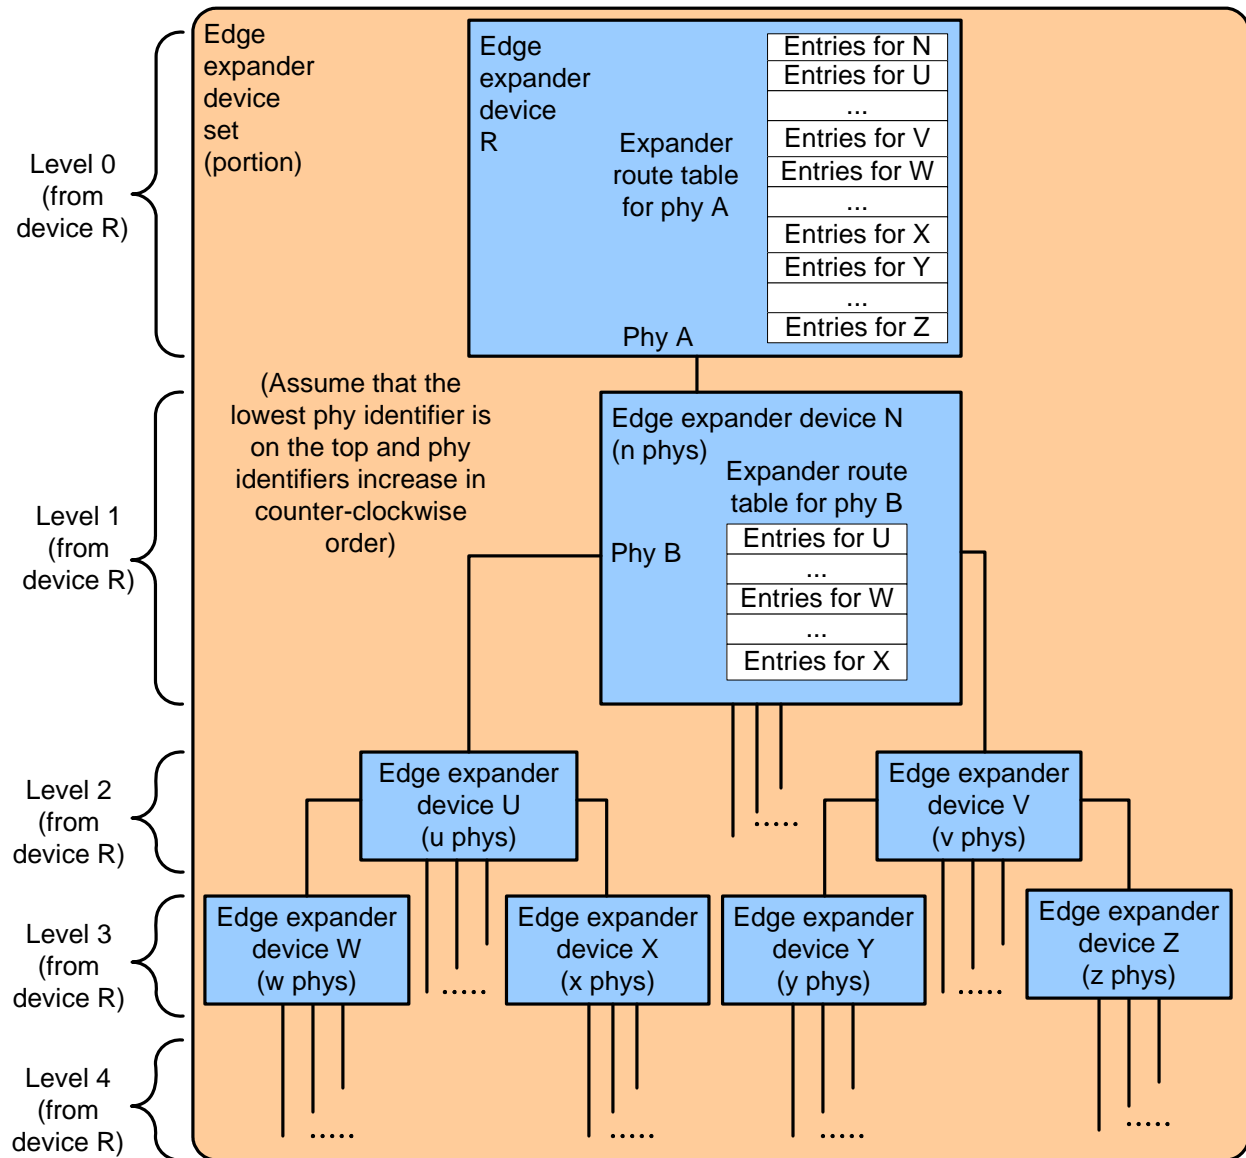 Edge
expander
device
set
(portion)
Edge
expander
device
R
Expander
route table
for phy A
Entries for N
Entries for U
...
Entries for V
Entries for W
...
Entries for X
Entries for Y
...
Entries for Z
Phy A
Level 0
(from
device R)
(Assume that the
lowest phy identifier is
on the top and phy
identifiers increase in
counter-clockwise
order)
Edge expander device N
(n phys)
Expander route
table for phy B
Phy B
Entries for U
...
Entries for W
...
Entries for X
Level 1
(from
device R)
Level 2
(from
device R)
Edge expander
device U
(u phys)
.....
Edge expander
device V
(v phys)
Level 3
(from
device R)
Edge expander
device W
(w phys)
.....
Edge expander
device X
(x phys)
Edge expander
device Y
(y phys)
.....
Edge expander
device Z
(z phys)
Level 4
(from
device R)
.....
.....
.....
.....